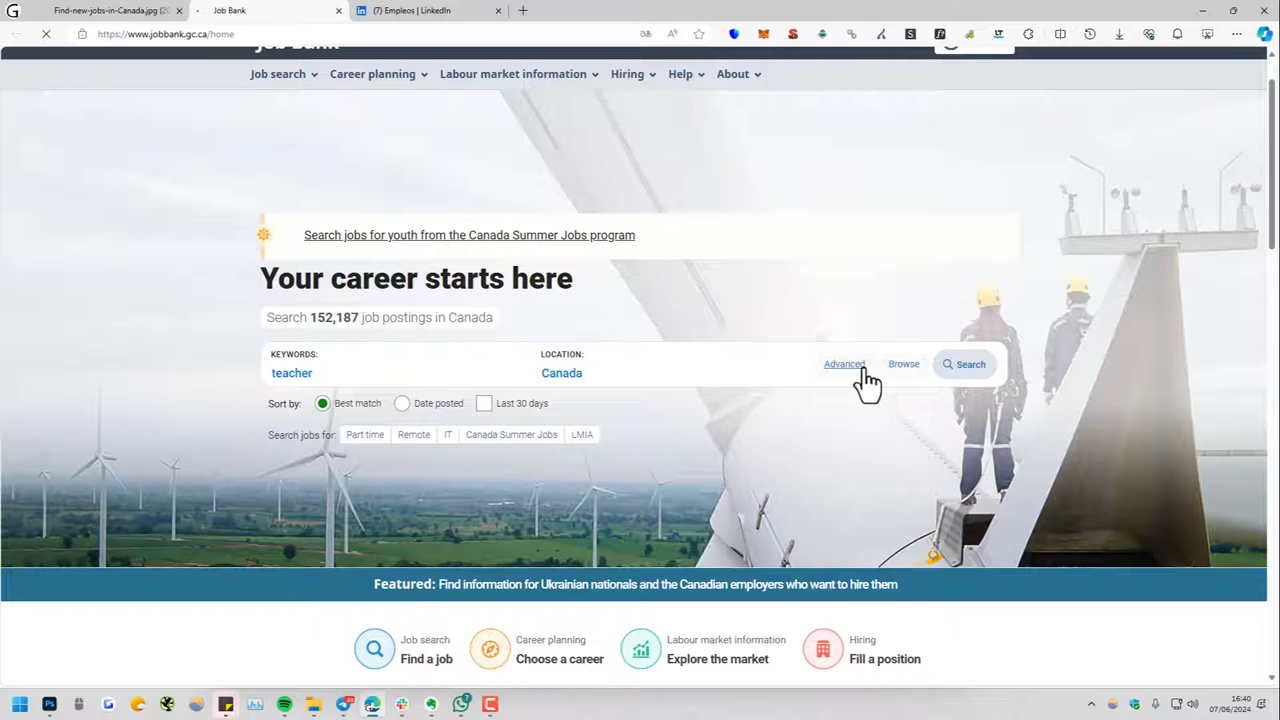 Find-new-jobs-in-Canada.jpg (20
Job Bank
(7) Empleos | LinkedIn
https://www.jobbank.gc.ca/home
Job Bank
Job search
Career planning
Labour market information
Hiring
Help
About
Search jobs for youth from the Canada Summer Jobs program
Your career starts here
Search 152,187 job postings in Canada
KEYWORDS:
LOCATION:
teacher
Canada
Advanced
Browse
Search
Sort by:
Best match
Date posted
Last 30 days
Search jobs for:
Part time
Remote
IT
Canada Summer Jobs
LMIA
Featured: Find information for Ukrainian nationals and the Canadian employers who want to hire them
Job search
Find a job
Career planning
Choose a career
Labour market information
Explore the market
Hiring
Fill a position
16:40
07/06/2024